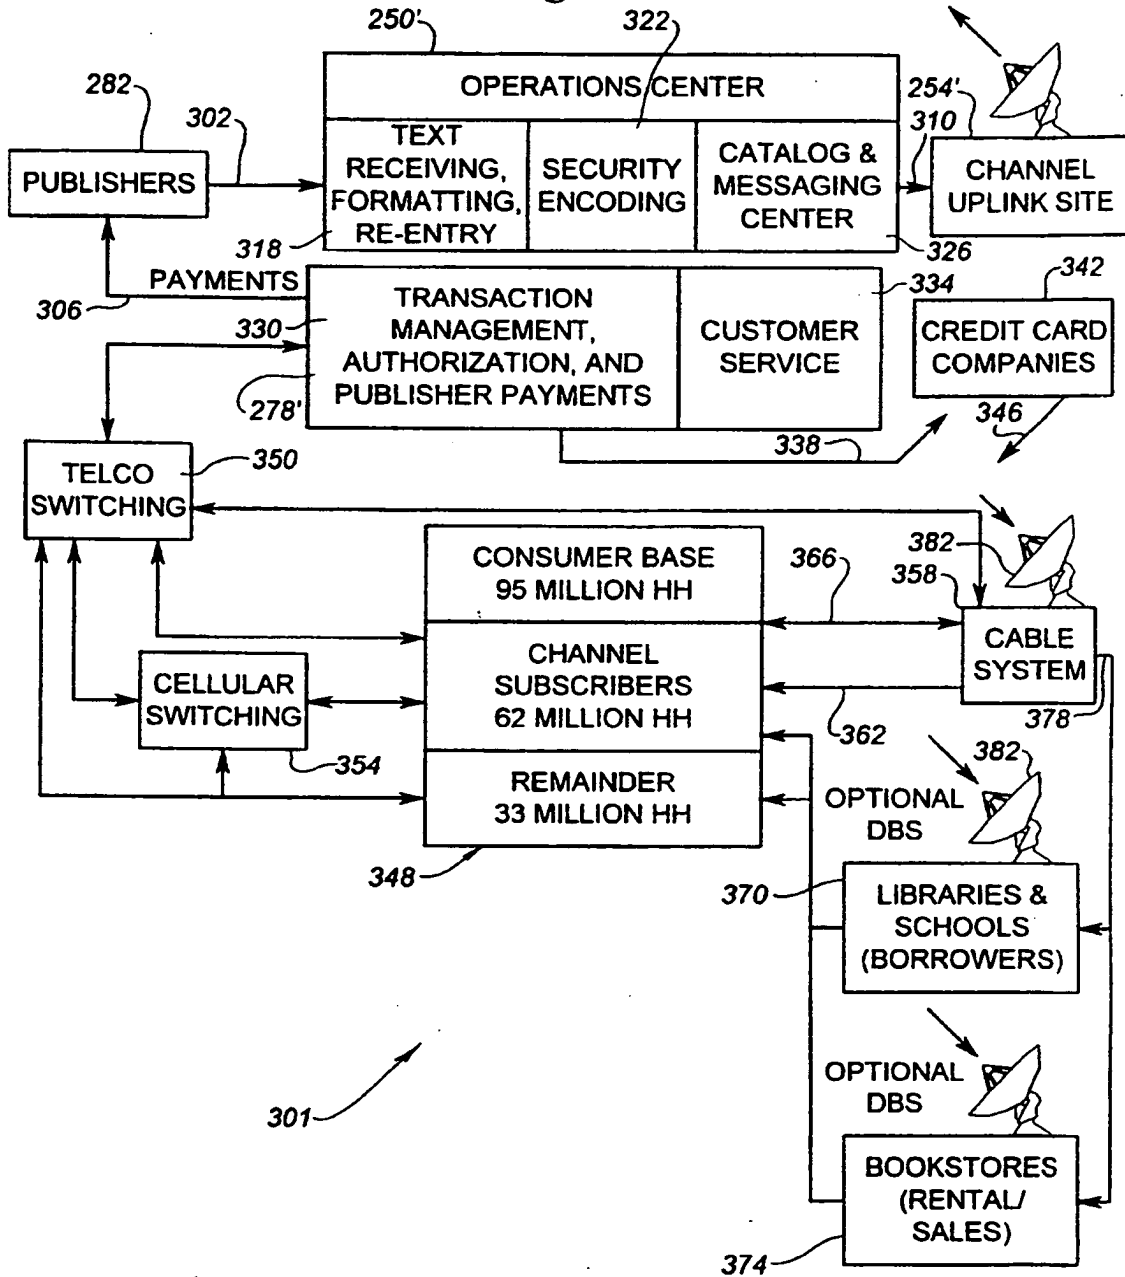 322
250'
OPERATIONS CENTER
282
302
254'
310
PUBLISHERS
TEXT
RECEIVING,
FORMATTING,
RE-ENTRY
318
SECURITY
ENCODING
CATALOG &
MESSAGING
CENTER
326
CHANNEL
UPLINK SITE
PAYMENTS
306
330
TRANSACTION
MANAGEMENT,
AUTHORIZATION, AND
PUBLISHER PAYMENTS
278'
334
CUSTOMER
SERVICE
342
CREDIT CARD
COMPANIES
346
338
TELCO
SWITCHING
350
CONSUMER BASE
95 MILLION HH
366
382
358
CABLE
SYSTEM
CHANNEL
SUBSCRIBERS
62 MILLION HH
362
378
CELLULAR
SWITCHING
354
REMAINDER
33 MILLION HH
348
OPTIONAL
DBS
382
370
LIBRARIES &
SCHOOLS
(BORROWERS)
301
OPTIONAL
DBS
BOOKSTORES
(RENTAL/
SALES)
374